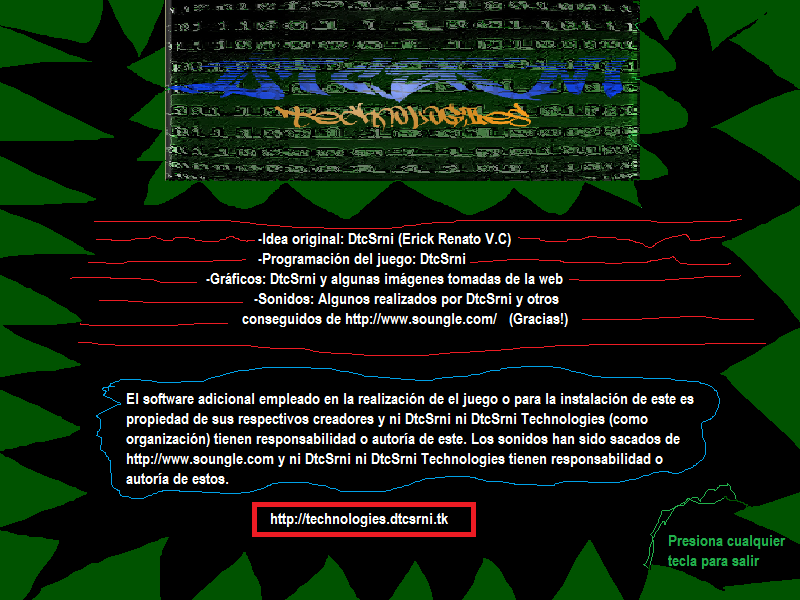 Technologies
-Idea original: DtcSrni (Erick Renato V.C)
-Programación del juego: DtcSrni
-Gráficos: DtcSrni y algunas imágenes tomadas de la web
-Sonidos: Algunos realizados por DtcSrni y otros
conseguidos de http://www.soungle.com/ (Gracias!)
El software adicional empleado en la realización de el juego o para la instalación de este es
propiedad de sus respectivos creadores y ni DtcSrni ni DtcSrni Technologies (como
organización) tienen responsabilidad o autoría de este. Los sonidos han sido sacados de
http://www.soungle.com y ni DtcSrni ni DtcSrni Technologies tienen responsabilidad o
autoría de estos.
http://technologies.dtcsrni.tk
Presiona cualquier
tecla para salir